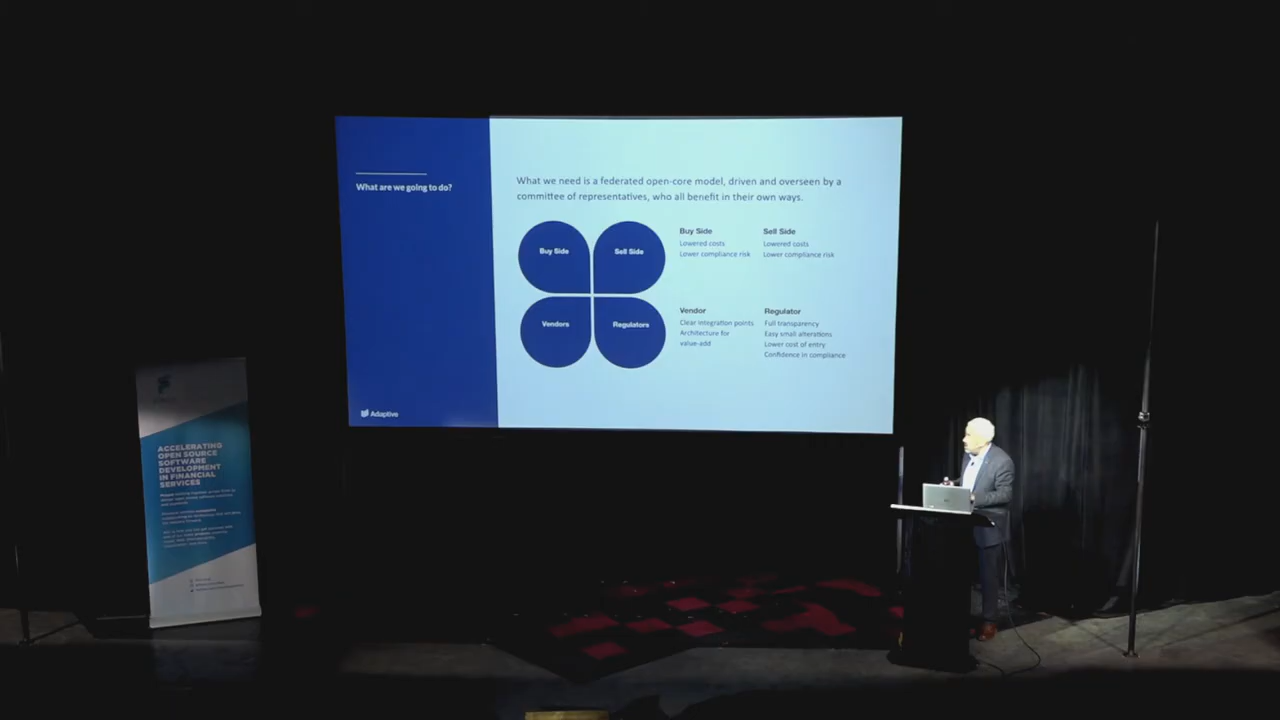 What are we going to do?
What we need is a federated open-core model, driven and overseen by a
committee of representatives, who all benefit in their own ways.
Buy Side
Sell Side
Vendors
Regulators
Buy Side
Lowered costs
Lower compliance risk
Sell Side
Lowered costs
Lower compliance risk
Vendor
Clear integration points
Architecture for
value-add
Regulator
Full transparency
Easy small alterations
Lower cost of entry
Confidence in compliance
Adaptive
ACCELERATING
OPEN SOURCE
SOFTWARE
DEVELOPMENT
IN FINANCIAL
SERVICES